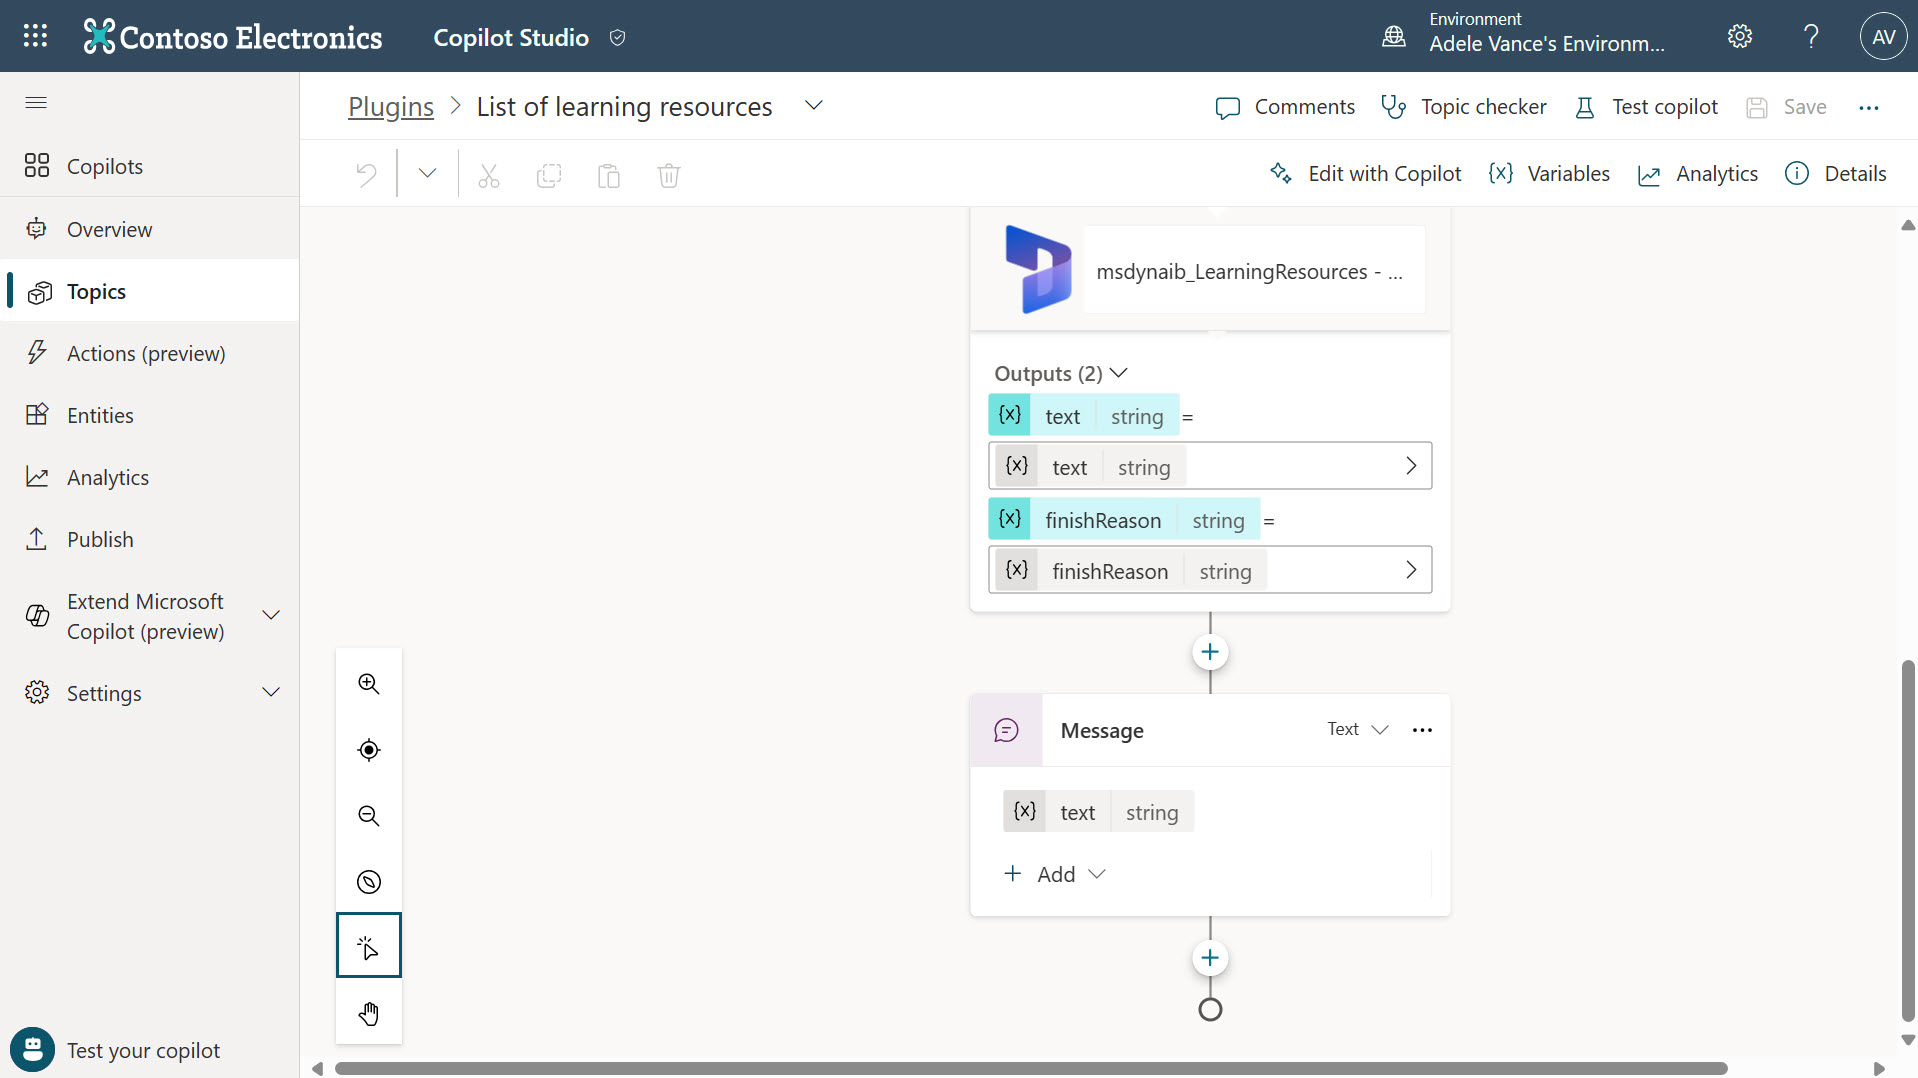 Contoso Electronics
Copilot Studio
Environment
Adele Vance's Environm...
AV
Plugins > List of learning resources
Comments
Topic checker
Test copilot
Save
Edit with Copilot
{x} Variables
Analytics
Details
Copilots
Overview
Topics
Actions (preview)
Entities
Analytics
Publish
Extend Microsoft
Copilot (preview)
Settings
Test your copilot
msdynaib_LearningResources - ...
Outputs (2)
{x} text string =
{x} text string
{x} finishReason string =
{x} finishReason string
Message
Text
{x} text string
+ Add